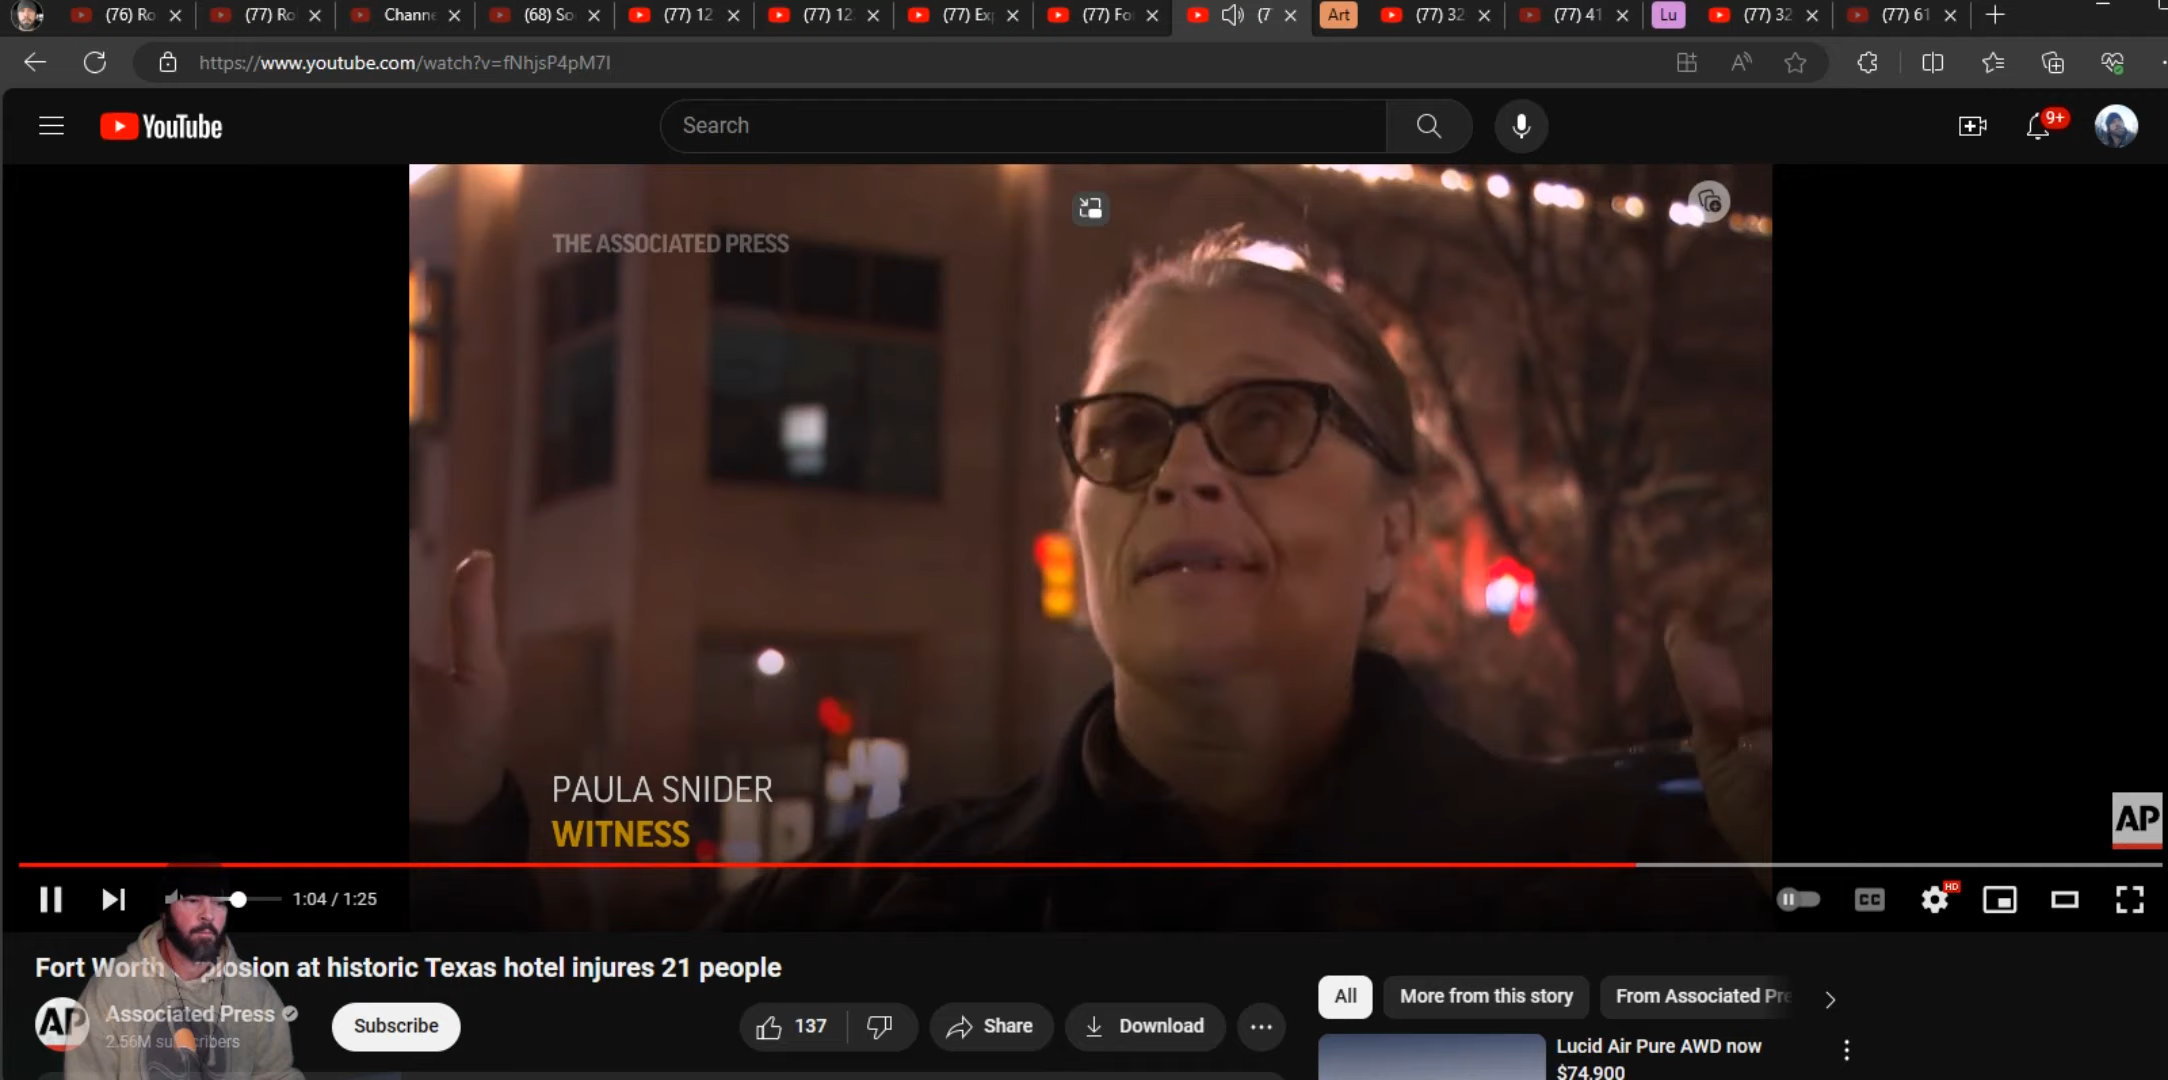 (76) Ro
(77) Ro
Channe
(68) So
(77) 12
(77) 12
(77) Ex
(77) Fo
(7
Art
(77) 32
(77) 41
Lu
(77) 32
(77) 61
https://www.youtube.com/watch?v=fNhjsP4pM7I
YouTube
Search
9+
THE ASSOCIATED PRESS
PAULA SNIDER
WITNESS
AP
1:04 / 1:25
CC
HD
Fort Worth explosion at historic Texas hotel injures 21 people
AP
Associated Press
2.56M subscribers
Subscribe
137
Share
Download
All
More from this story
From Associated Pre
Lucid Air Pure AWD now
$74,900